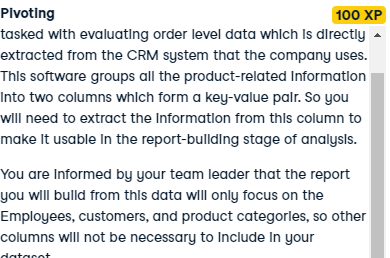 Pivoting
100 XP
tasked with evaluating order level data which is directly
extracted from the CRM system that the company uses.
This software groups all the product-related information
into two columns which form a key-value pair. So you
will need to extract the information from this column to
make it usable in the report-building stage of analysis.
You are informed by your team leader that the report
you will build from this data will only focus on the
Employees, customers, and product categories, so other
columns will not be necessary to include in your
dataset.